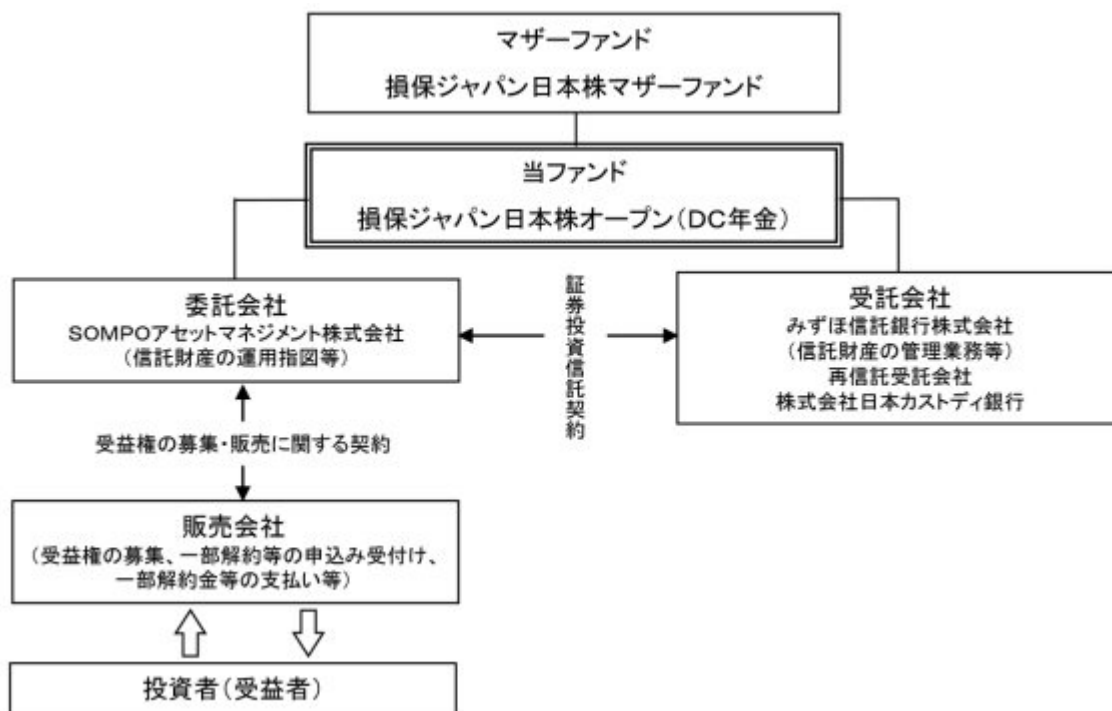 マザーファンド
損保ジャパン日本株マザーファンド
当ファンド
損保ジャパン日本株オープン（DC年金）
委託会社
SOMPOアセットマネジメント株式会社
（信託財産の運用指図等）
証券投資信託契約
受託会社
みずほ信託銀行株式会社
（信託財産の管理業務等）
再信託受託会社
株式会社日本カストディ銀行
受益権の募集・販売に関する契約
販売会社
（受益権の募集、一部解約等の申込み受付け、
一部解約金等の支払い等）
投資者（受益者）